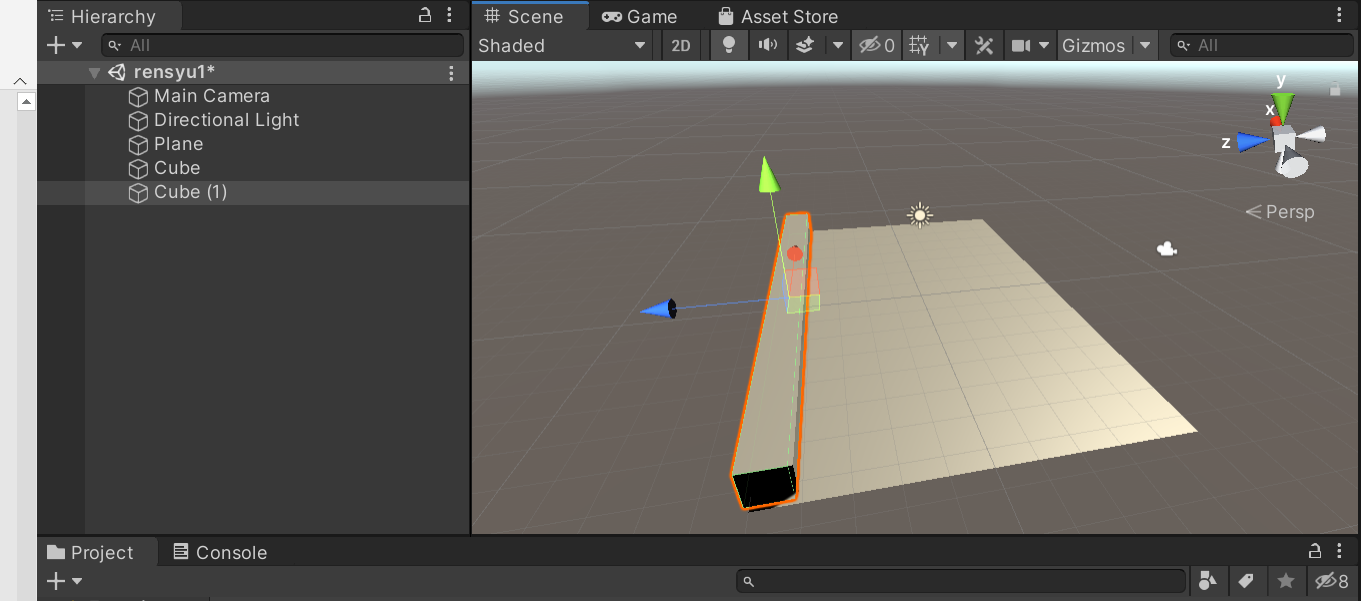 Hierarchy
All
rensyu1*
Main Camera
Directional Light
Plane
Cube
Cube (1)
Scene Game Asset Store
Shaded 2D 0 Gizmos All
y
x
z
Persp
Project Console
8